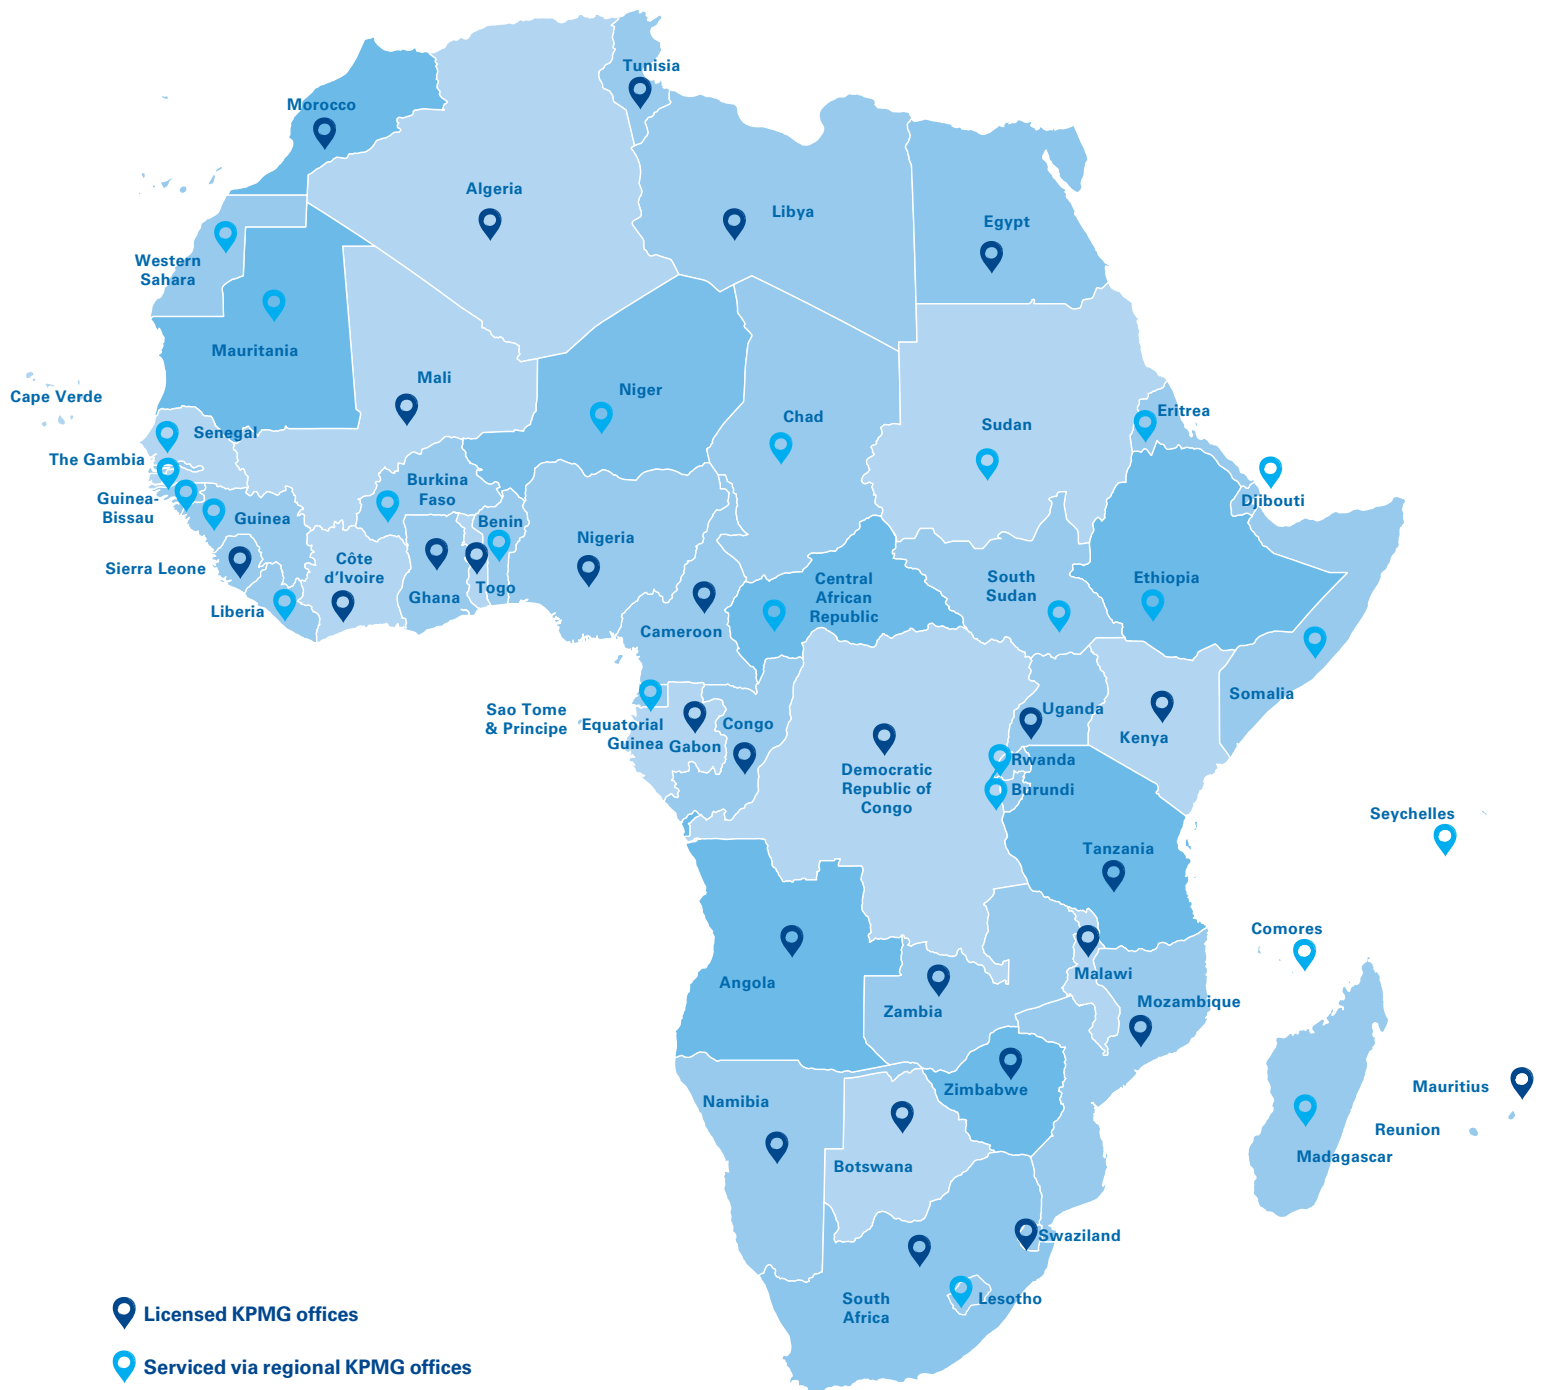 Tunisia
Morocco
Algeria
Libya
Egypt
Western
Sahara
Mauritania
Mali
Niger
Cape Verde
Chad
Eritrea
Sudan
Senegal
The Gambia
Burkina
Faso
Guinea-
Bissau
Djibouti
Guinea
Benin
Nigeria
Côte
d'Ivoire
Sierra Leone
Central
African
Republic
South
Sudan
Ethiopia
Togo
Ghana
Liberia
Cameroon
Somalia
Sao Tome
& Principe
Equatorial
Guinea
Gabon
Congo
Uganda
Kenya
Rwanda
Democratic
Republic of
Congo
Burundi
Seychelles
Tanzania
Comores
Malawi
Angola
Mozambique
Zambia
Zimbabwe
Mauritius
Namibia
Reunion
Madagascar
Botswana
Swaziland
Lesotho
South
Africa
Licensed KPMG offices
Serviced via regional KPMG offices